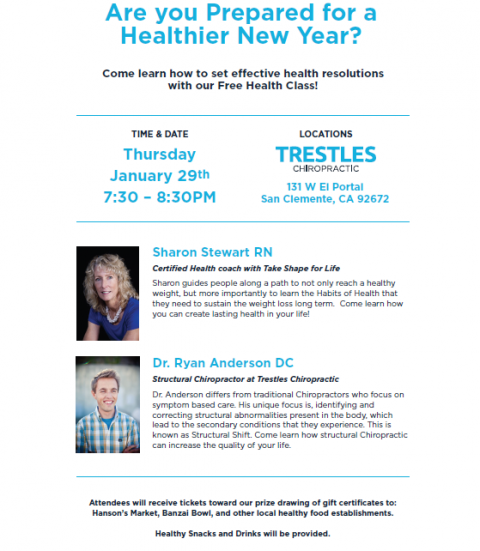 Are you Prepared for a
Healthier New Year?
Come learn how to set effective health resolutions
with our Free Health Class!
TIME & DATE
Thursday
January 29th
7:30 – 8:30PM
LOCATIONS
TRESTLES
CHIROPRACTIC
131 W El Portal
San Clemente, CA 92672
Sharon Stewart RN
Certified Health coach with Take Shape for Life
Sharon guides people along a path to not only reach a healthy
weight, but more importantly to learn the Habits of Health that
they need to sustain the weight loss long term. Come learn how
you can create lasting health in your life!
Dr. Ryan Anderson DC
Structural Chiropractor at Trestles Chiropractic
Dr. Anderson differs from traditional Chiropractors who focus on
symptom based care. His unique focus is, identifying and
correcting structural abnormalities present in the body, which
lead to the secondary conditions that they experience. This is
known as Structural Shift. Come learn how structural Chiropractic
can increase the quality of your life.
Attendees will receive tickets toward our prize drawing of gift certificates to:
Hanson's Market, Banzai Bowl, and other local healthy food establishments.
Healthy Snacks and Drinks will be provided.